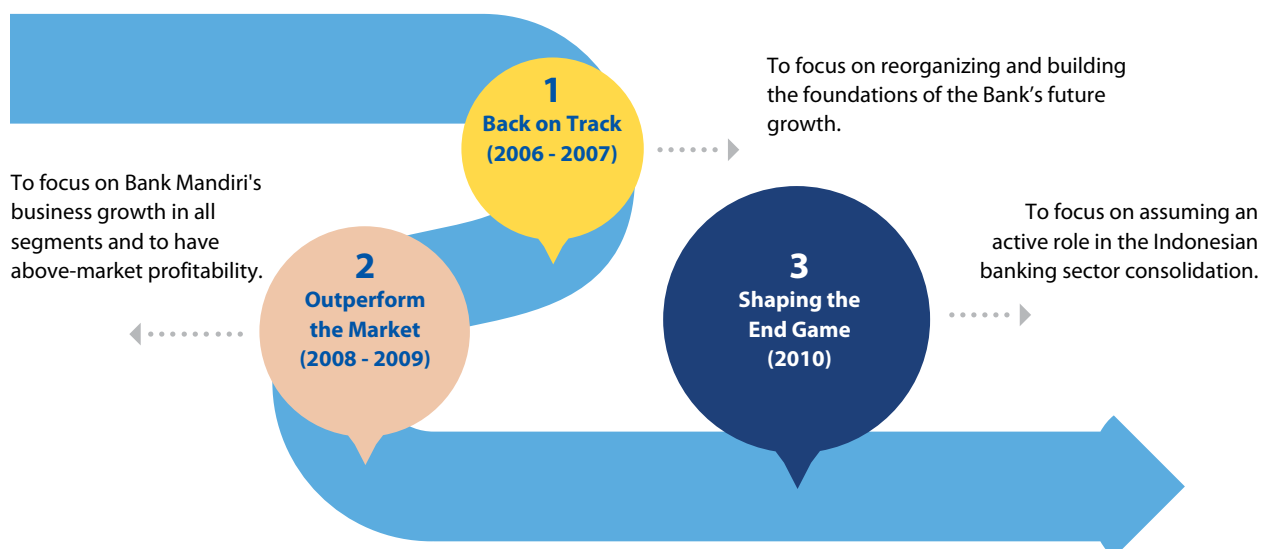 1
Back on Track
(2006 - 2007)
To focus on reorganizing and building
the foundations of the Bank’s future
growth.
2
Outperform
the Market
(2008 - 2009)
To focus on Bank Mandiri's
business growth in all
segments and to have
above-market profitability.
3
Shaping the
End Game
(2010)
To focus on assuming an
active role in the Indonesian
banking sector consolidation.